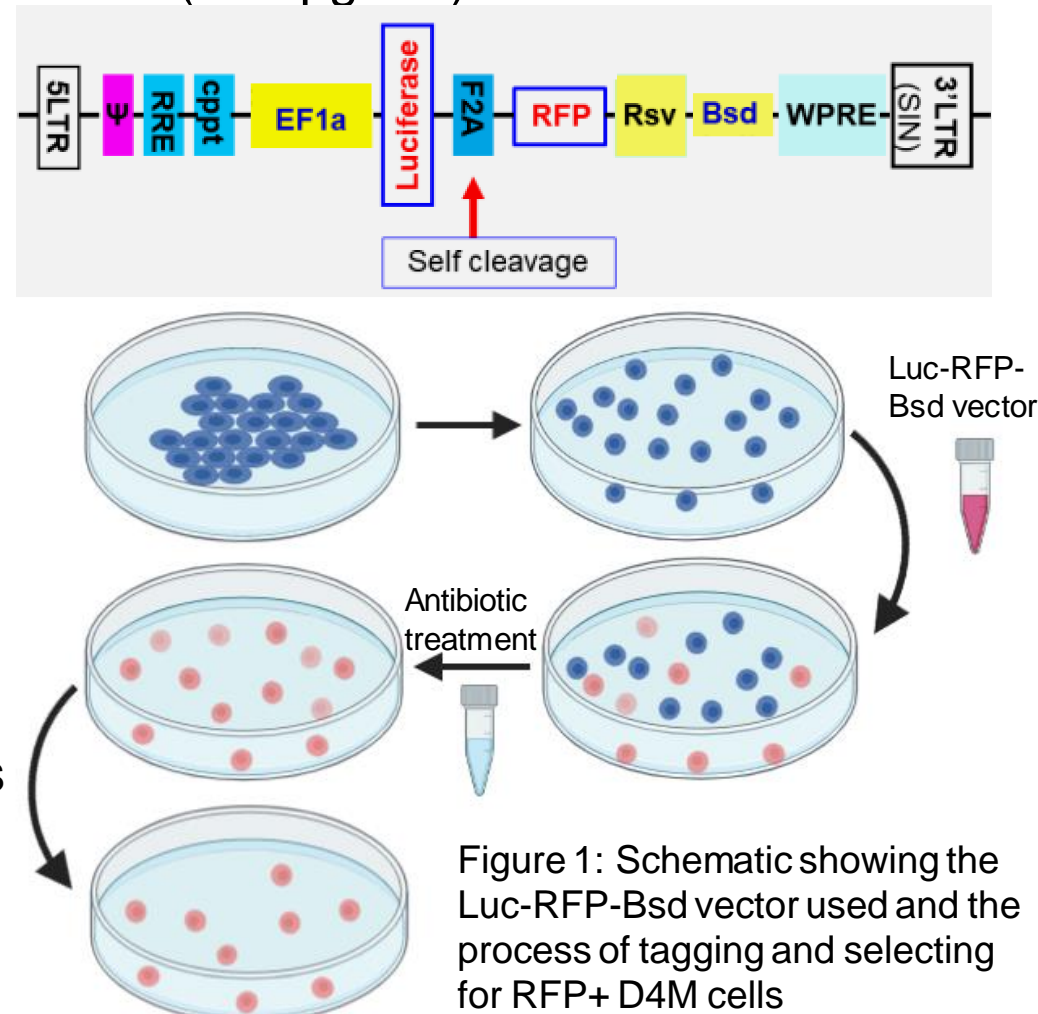 5LTR Ψ RRE cppt EF1a Luciferase F2A RFP Rsv Bsd WPRE 3'LTR (SIN)
Self cleavage
Luc-RFP-
Bsd vector
Antibiotic
treatment
s
Figure 1: Schematic showing the
Luc-RFP-Bsd vector used and the
process of tagging and selecting
for RFP+ D4M cells